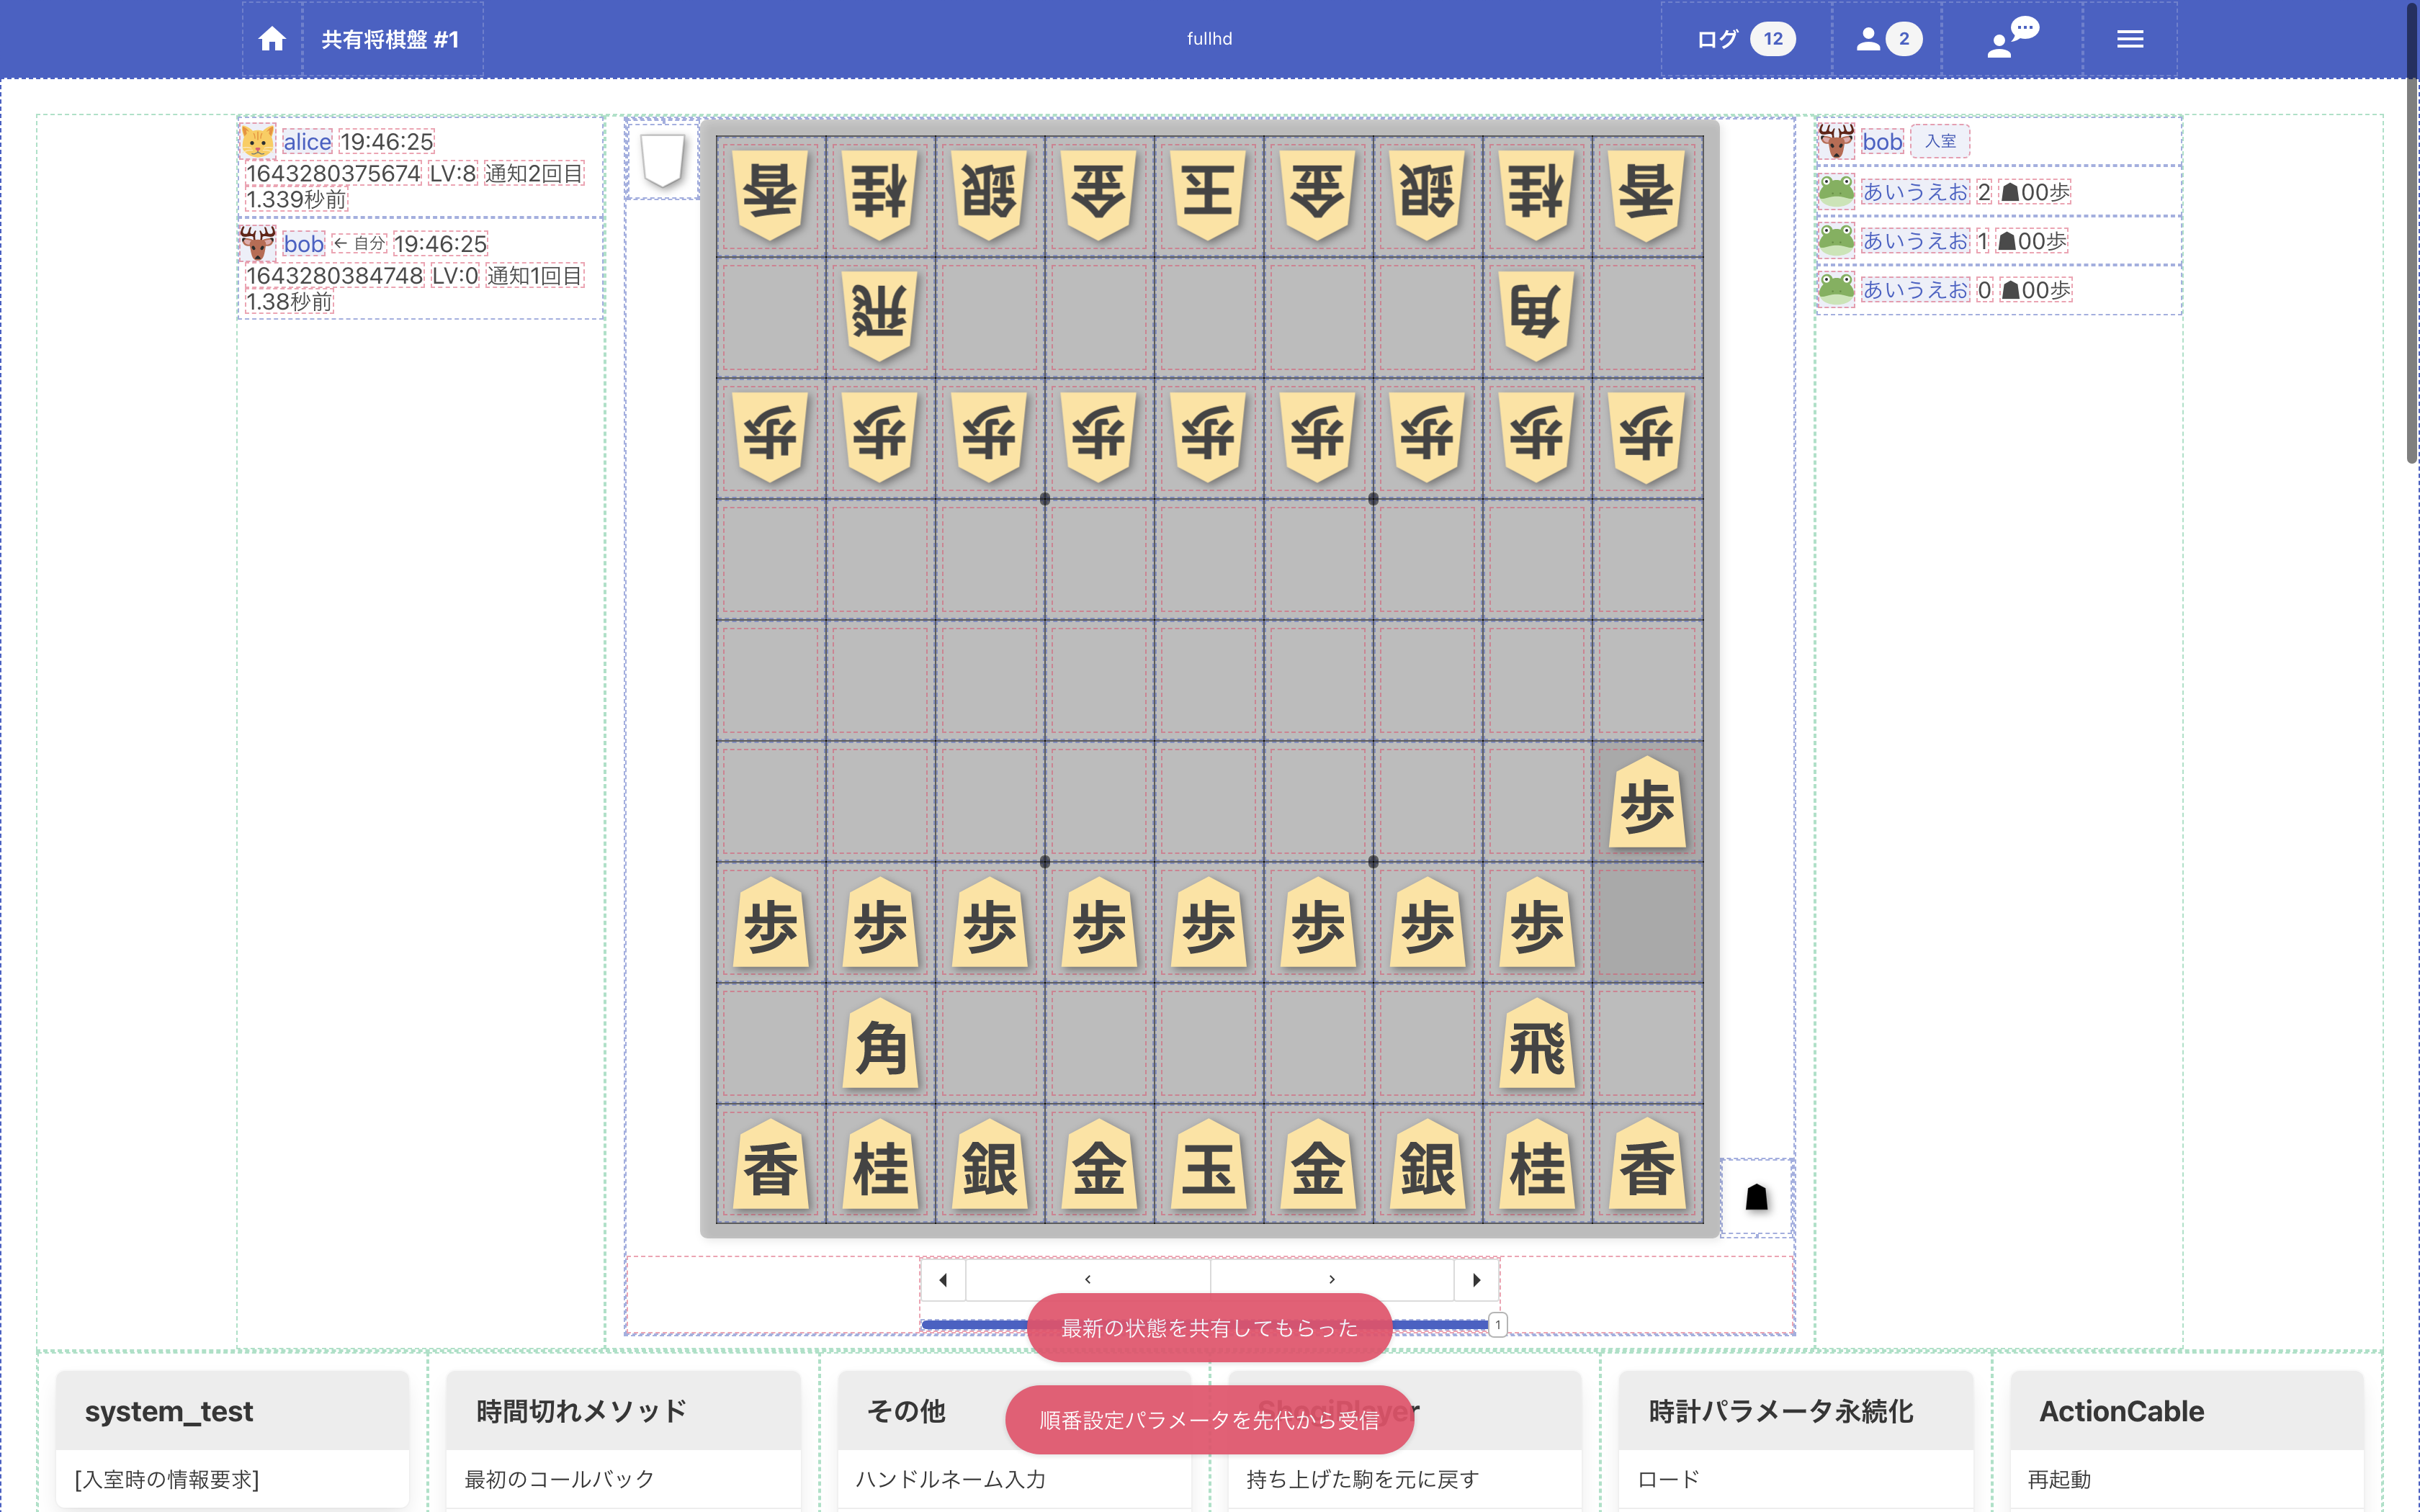 共有将棋盤 #1
fullhd
ログ 12
2
alice 19:46:25
1643280375674 LV:8 通知2回目
1.339秒前
bob ← 自分 19:46:25
1643280384748 LV:0 通知1回目
1.38秒前
香 桂 銀 金 玉 金 銀 桂 香
飛 角
歩 歩 歩 歩 歩 歩 歩 歩 歩
歩
歩 歩 歩 歩 歩 歩 歩 歩
角 飛
香 桂 銀 金 玉 金 銀 桂 香
bob 入室
あいうえお 2 ☗00歩
あいうえお 1 ☗00歩
あいうえお 0 ☗00歩
1
最新の状態を共有してもらった
順番設定パラメータを先代から受信
system_test
[入室時の情報要求]
時間切れメソッド
最初のコールバック
その他
ハンドルネーム入力
ShogiPlayer
持ち上げた駒を元に戻す
時計パラメータ永続化
ロード
ActionCable
再起動